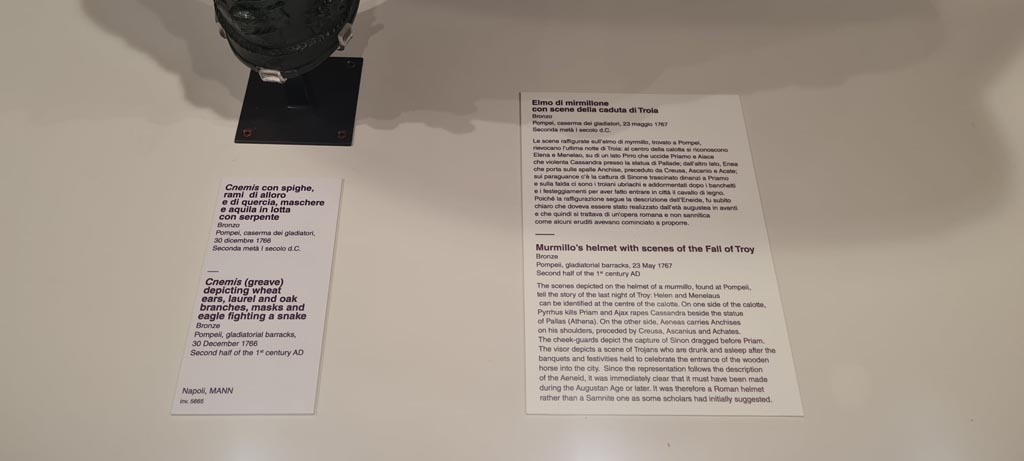 Cnemis con spighe,
rami di alloro
e di quercia, maschere
e aquila in lotta
con serpente
Bronzo
Pompei, caserma dei gladiatori,
30 dicembre 1766
Seconda metà I secolo d.C.
Cnemis (greave)
depicting wheat
ears, laurel and oak
branches, masks and
eagle fighting a snake
Bronze
Pompeii, gladiatorial barracks,
30 December 1766
Second half of the 1st century AD
Napoli, MANN
inv. 5665
Elmo di mirmillone
con scene della caduta di Troia
Bronzo
Pompei, caserma dei gladiatori, 23 maggio 1767
Seconda metà I secolo d.C.
Le scene raffigurate sull'elmo di myrmillo, trovato a Pompei,
rievocano l'ultima notte di Troia: al centro della calotta si riconoscono
Elena e Menelao, su di un lato Pirro che uccide Priamo e Aiace
che violenta Cassandra presso la statua di Pallade; dall'altro lato, Enea
che porta sulle spalle Anchise, preceduto da Creusa, Ascanio e Acate;
sui paraguance c'è la cattura di Sinone trascinato dinanzi a Priamo
e sulla falda ci sono i troiani ubriachi e addormentati dopo i banchetti
e i festeggiamenti per aver fatto entrare in città il cavallo di legno.
Poiché la raffigurazione segue la descrizione dell'Eneide, fu subito
chiaro che doveva essere stato realizzato dall'età augustea in avanti
e che quindi si trattava di un'opera romana e non sannitica
come alcuni eruditi avevano cominciato a proporre.
Murmillo's helmet with scenes of the Fall of Troy
Bronze
Pompeii, gladiatorial barracks, 23 May 1767
Second half of the 1st century AD
The scenes depicted on the helmet of a murmillo, found at Pompeii,
tell the story of the last night of Troy: Helen and Menelaus
can be identified at the centre of the calotte. On one side of the calotte,
Pyrrhus kills Priam and Ajax rapes Cassandra beside the statue
of Pallas (Athena). On the other side, Aeneas carries Anchises
on his shoulders, preceded by Creusa, Ascanius and Achates.
The cheek-guards depict the capture of Sinon dragged before Priam.
The visor depicts a scene of Trojans who are drunk and asleep after the
banquets and festivities held to celebrate the entrance of the wooden
horse into the city. Since the representation follows the description
of the Aeneid, it was immediately clear that it must have been made
during the Augustan Age or later. It was therefore a Roman helmet
rather than a Samnite one as some scholars had initially suggested.